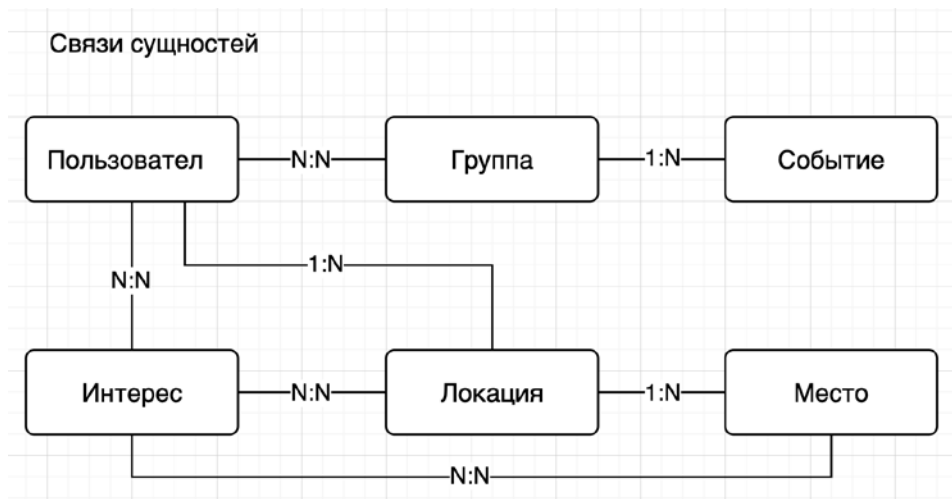 Связи сущностей
Пользовател
N:N
Группа
1:N
Событие
N:N
1:N
Интерес
N:N
Локация
1:N
Место
N:N